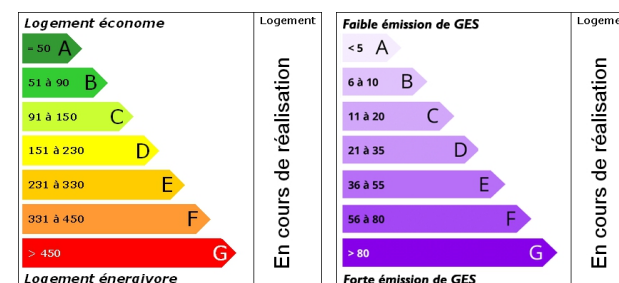 Logement économe
Logement
= 50 A
51 à 90 B
91 à 150 C
151 à 230 D
231 à 330 E
331 à 450 F
> 450 G
Logement énergivore
En cours de réalisation
Faible émission de GES
Logeme
< 5 A
6 à 10 B
11 à 20 C
21 à 35 D
36 à 55 E
56 à 80 F
> 80 G
Forte émission de GES
En cours de réalisation